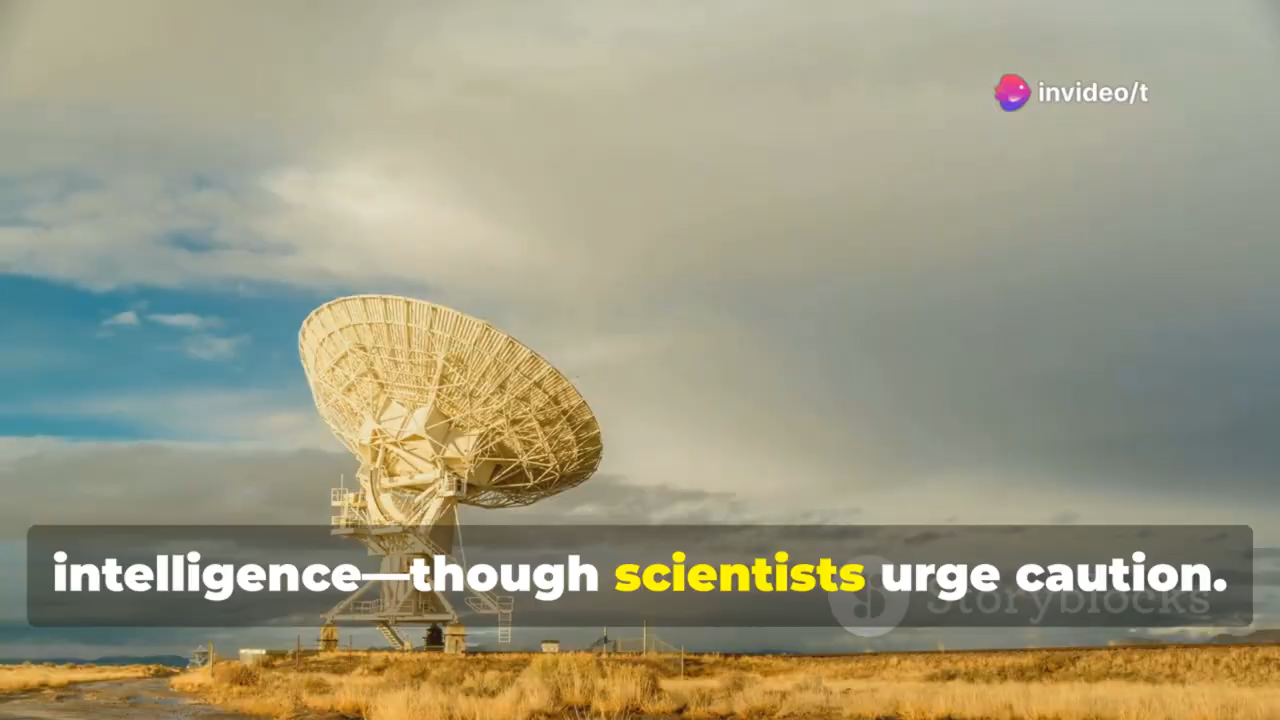 invideo/t
intelligence—though scientists urge caution.
Storyblocks